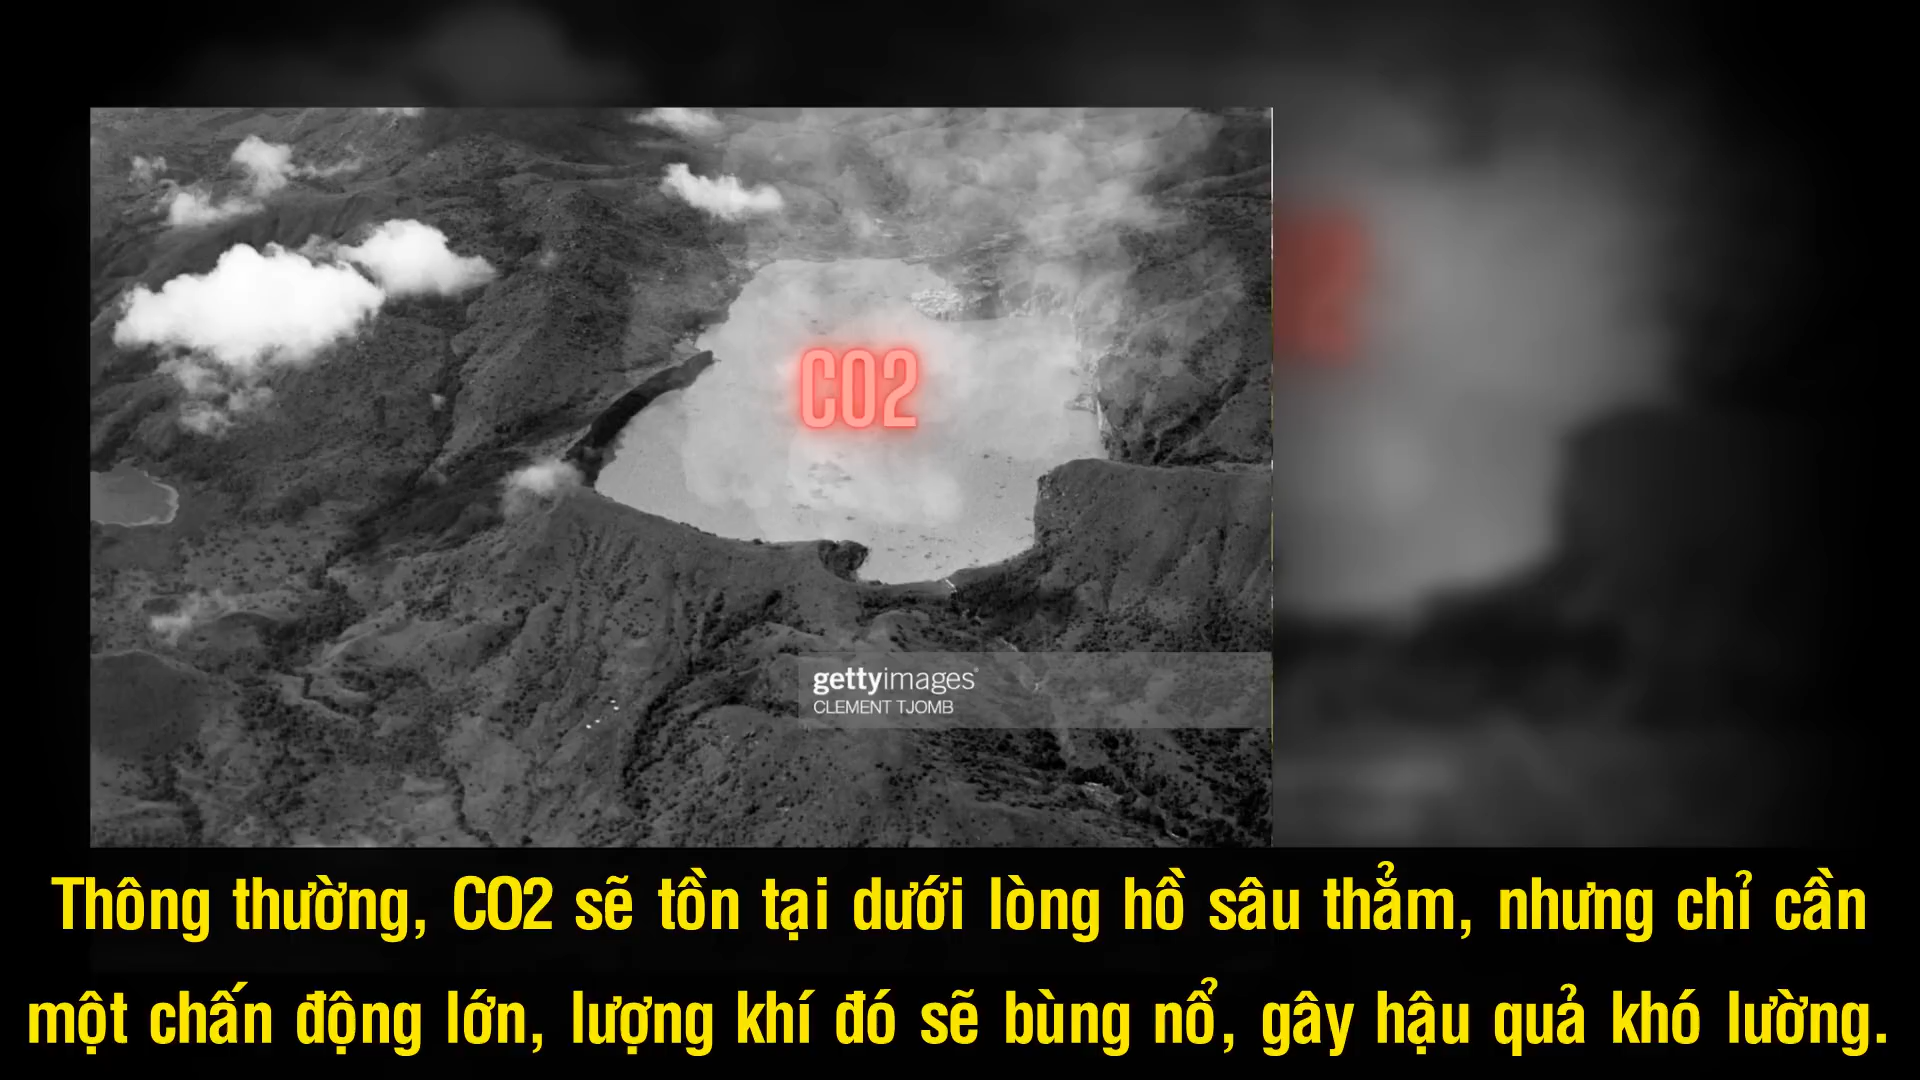 CO2
gettyimages
CLEMENT TJOMB
Thông thường, CO2 sẽ tồn tại dưới lòng hồ sâu thẳm, nhưng chỉ cần
một chấn động lớn, lượng khí đó sẽ bùng nổ, gây hậu quả khó lường.